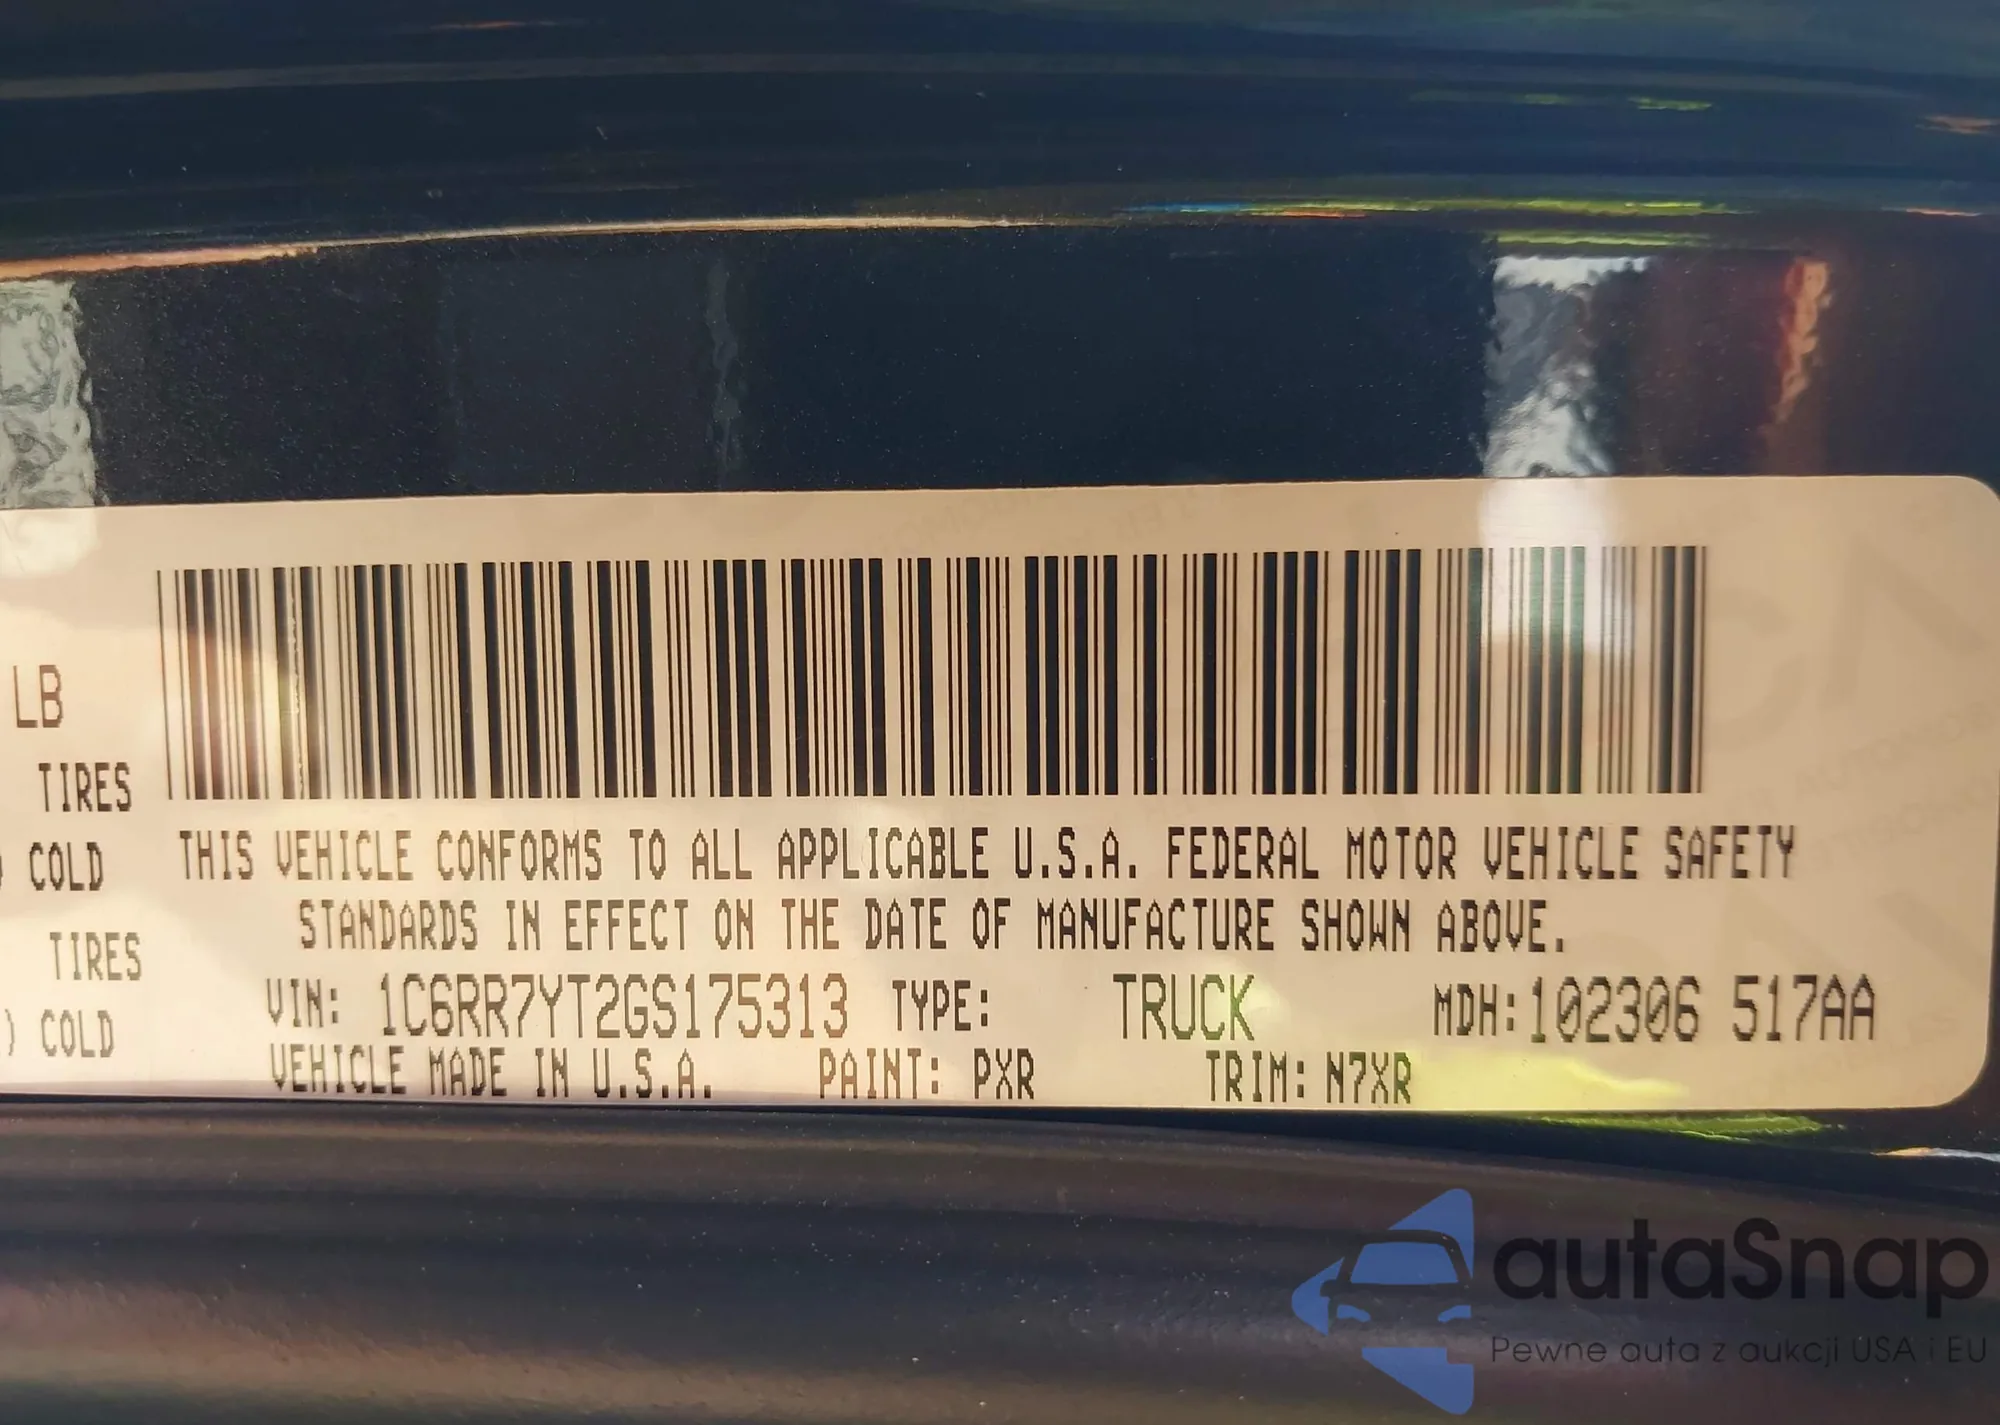 LB
TIRES
) COLD
TIRES
) COLD
THIS VEHICLE CONFORMS TO ALL APPLICABLE U.S.A. FEDERAL MOTOR VEHICLE SAFETY
STANDARDS IN EFFECT ON THE DATE OF MANUFACTURE SHOWN ABOVE.
VIN: 1C6RR7YT2GS175313 TYPE: TRUCK MDH:102306 517AA
VEHICLE MADE IN U.S.A. PAINT: PXR TRIM: N7XR
autaSnap
Pewne auta z aukcji USA i EU